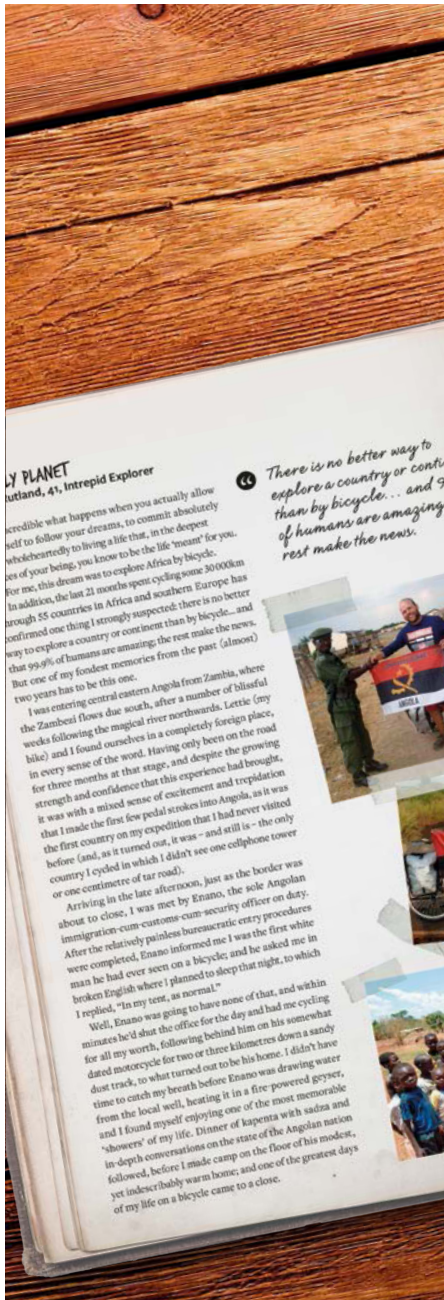 LY PLANET
utland, 41, Intrepid Explorer
credible what happens when you actually allow
self to follow your dreams, to commit absolutely
wholeheartedly to living a life that, in the deepest
es of your being, you know to be the life ‘meant’ for you.
For me, this dream was to explore Africa by bicycle.
In addition, the last 21 months spent cycling some 30 000km
hrough 55 countries in Africa and southern Europe has
confirmed one thing I strongly suspected: there is no better
way to explore a country or continent than by bicycle... and
that 99.9% of humans are amazing; the rest make the news.
But one of my fondest memories from the past (almost)
two years has to be this one.
I was entering central eastern Angola from Zambia, where
the Zambezi flows due south, after a number of blissful
weeks following the magical river northwards. Lettie (my
bike) and I found ourselves in a completely foreign place,
in every sense of the word. Having only been on the road
for three months at that stage, and despite the growing
strength and confidence that this experience had brought,
it was with a mixed sense of excitement and trepidation
that I made the first few pedal strokes into Angola, as it was
the first country on my expedition that I had never visited
before (and, as it turned out, it was – and still is – the only
country I cycled in which I didn't see one cellphone tower
or one centimetre of tar road).
Arriving in the late afternoon, just as the border was
about to close, I was met by Enano, the sole Angolan
immigration-cum-customs-cum-security officer on duty.
After the relatively painless bureaucratic entry procedures
were completed, Enano informed me I was the first white
man he had ever seen on a bicycle; and he asked me in
broken English where I planned to sleep that night, to which
I replied, “In my tent, as normal.”
Well, Enano was going to have none of that, and within
minutes he'd shut the office for the day and had me cycling
for all my worth, following behind him on his somewhat
dated motorcycle for two or three kilometres down a sandy
dust track, to what turned out to be his home. I didn't have
time to catch my breath before Enano was drawing water
from the local well, heating it in a fire-powered geyser,
and I found myself enjoying one of the most memorable
‘showers’ of my life. Dinner of kapenta with sadza and
in-depth conversations on the state of the Angolan nation
followed, before I made camp on the floor of his modest,
yet indescribably warm home; and one of the greatest days
of my life on a bicycle came to a close.
“ There is no better way to
explore a country or conti
than by bicycle... and 9
of humans are amazing
rest make the news.
ANGOLA